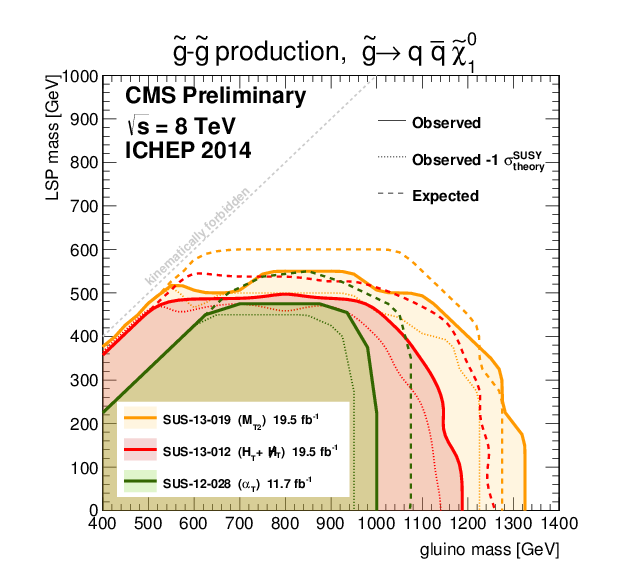 g̃-g̃ production, g̃→ q q̄ χ̃⁰₁
LSP mass [GeV]
1000
900
800
700
600
500
400
300
200
100
0
CMS Preliminary
√s = 8 TeV
ICHEP 2014
Observed
Observed -1 σ^SUSY_theory
Expected
kinematically forbidden
SUS-13-019 (M_T2) 19.5 fb⁻¹
SUS-13-012 (H_T + H̸_T) 19.5 fb⁻¹
SUS-12-028 (α_T) 11.7 fb⁻¹
400 500 600 700 800 900 1000 1100 1200 1300 1400
gluino mass [GeV]